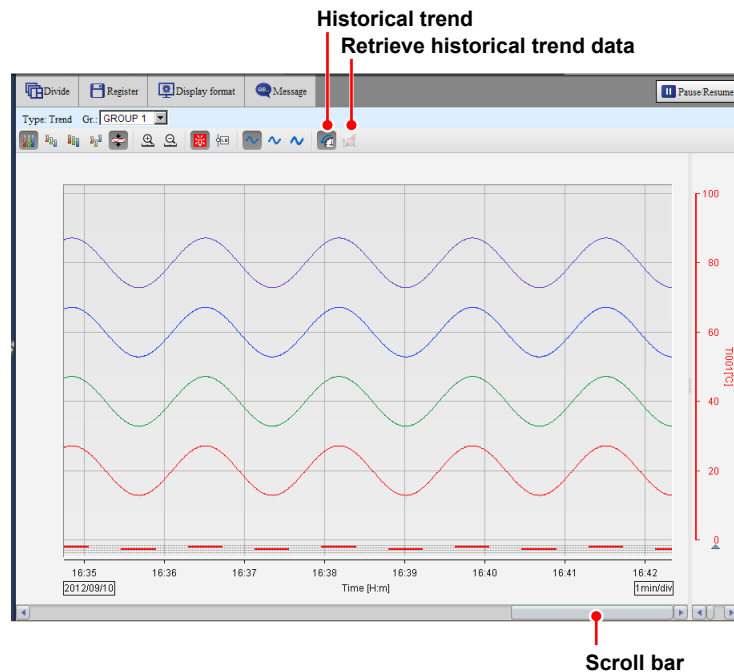 Historical trend
Retrieve historical trend data
Divide Register Display format Message Pause/Resume
Type: Trend Gr.: GROUP 1
100
80
60
TI001[°C]
40
20
0
16:35 16:36 16:37 16:38 16:39 16:40 16:41 16:42
2012/09/10 Time [H:m] 1min/div
Scroll bar